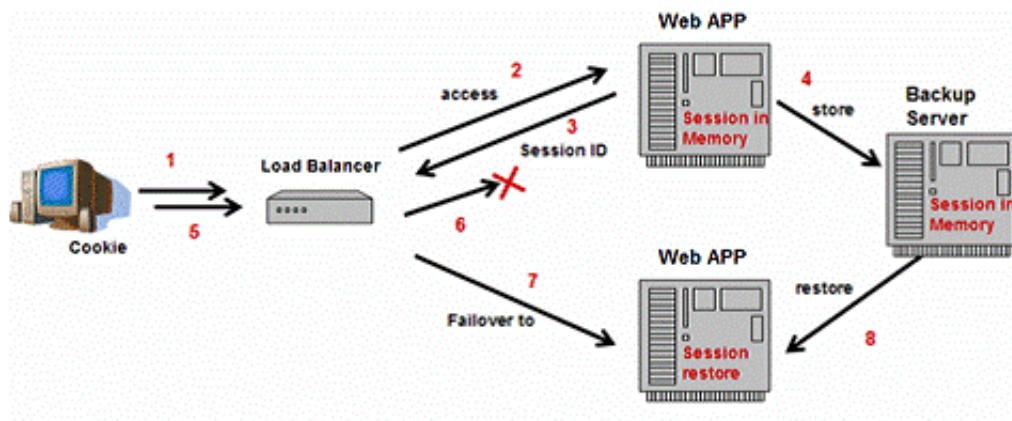 Web APP
2
access
4
store
Backup
Server
3
Session ID
Session in
Memory
1
Load Balancer
Session in
Memory
5
Cookie
6
7
Web APP
restore
Failover to
8
Session
restore